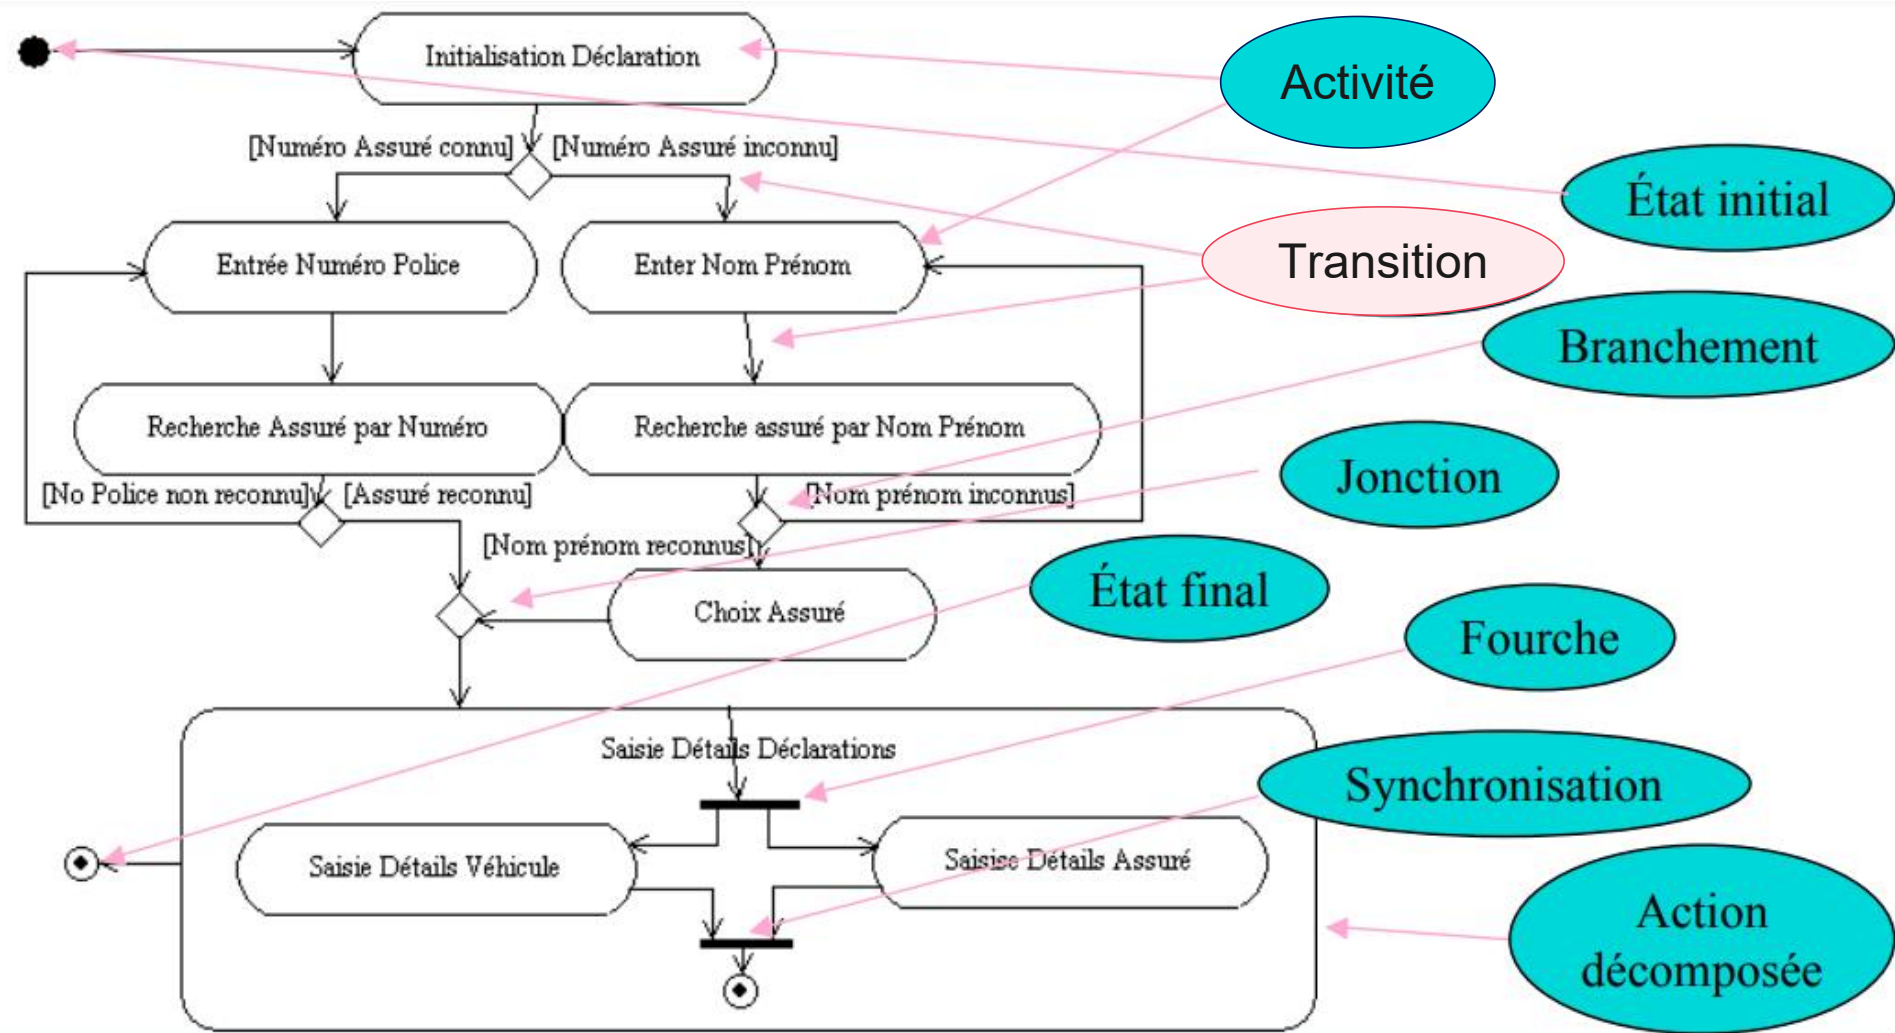 Initialisation Déclaration
Activité
[Numéro Assuré connu]
[Numéro Assuré inconnu]
État initial
Entrée Numéro Police
Enter Nom Prénom
Transition
Branchement
Recherche Assuré par Numéro
Recherche assuré par Nom Prénom
Jonction
[No Police non reconnu]
[Assuré reconnu]
[Nom prénom inconnus]
[Nom prénom reconnus]
État final
Choix Assuré
Fourche
Saisie Détails Déclarations
Synchronisation
Saisie Détails Véhicule
Saisise Détails Assuré
Action
décomposée